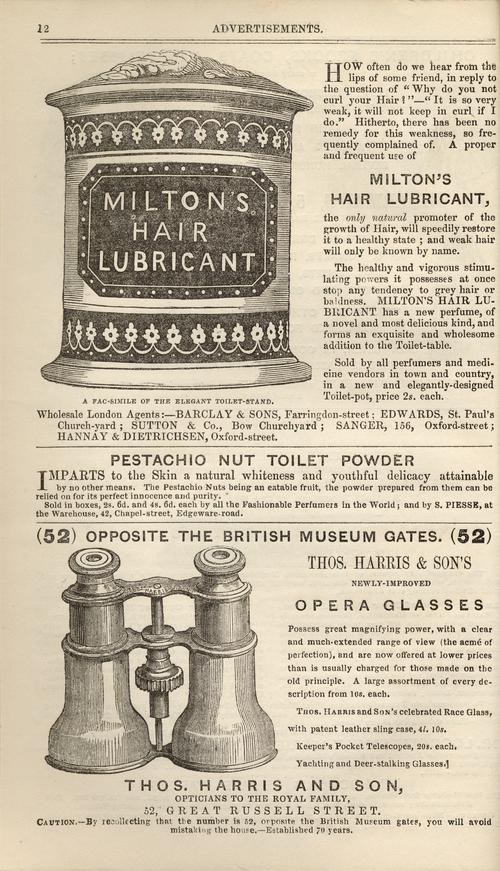 12
ADVERTISEMENTS.
MILTON'S
HAIR
LUBRICANT
A FAC-SIMILE OF THE ELEGANT TOILET-STAND.
HOW often do we hear from the
lips of some friend, in reply to
the question of "Why do you not
curl your Hair?"—"It is so very
weak, it will not keep in curl if I
do." Hitherto, there has been no
remedy for this weakness, so fre-
quently complained of. A proper
and frequent use of
MILTON'S
HAIR LUBRICANT,
the only natural promoter of the
growth of Hair, will speedily restore
it to a healthy state; and weak hair
will only be known by name.
The healthy and vigorous stimu-
lating powers it possesses at once
stop any tendency to grey hair or
baldness. MILTON'S HAIR LU-
BRICANT has a new perfume, of
a novel and most delicious kind, and
forms an exquisite and wholesome
addition to the Toilet-table.
Sold by all perfumers and medi-
cine vendors in town and country,
in a new and elegantly-designed
Toilet-pot, price 2s. each.
Wholesale London Agents:—BARCLAY & SONS, Farringdon-street; EDWARDS, St. Paul's
Church-yard; SUTTON & Co., Bow Churchyard; SANGER, 156, Oxford-street;
HANNAY & DIETRICHSEN, Oxford-street.
PESTACHIO NUT TOILET POWDER
IMPARTS to the Skin a natural whiteness and youthful delicacy attainable
by no other means. The Pestachio Nuts being an eatable fruit, the powder prepared from them can be
relied on for its perfect innocence and purity.
Sold in boxes, 2s. 6d. and 4s. 6d. each by all the Fashionable Perfumers in the World; and by S. PIESSE, at
the Warehouse, 42, Chapel-street, Edgeware-road.
(52) OPPOSITE THE BRITISH MUSEUM GATES. (52)
THOS. HARRIS & SON'S
NEWLY-IMPROVED
OPERA GLASSES
Possess great magnifying power, with a clear
and much-extended range of view (the acmé of
perfection), and are now offered at lower prices
than is usually charged for those made on the
old principle. A large assortment of every de-
scription from 10s. each.
THOS. HARRIS and SON'S celebrated Race Glass,
with patent leather sling case, 4l. 10s.
Keeper's Pocket Telescopes, 20s. each.
Yachting and Deer-stalking Glasses.
THOS. HARRIS AND SON,
OPTICIANS TO THE ROYAL FAMILY,
52, GREAT RUSSELL STREET.
CAUTION.—By recollecting that the number is 52, opposite the British Museum gates, you will avoid
mistaking the house.—Established 70 years.